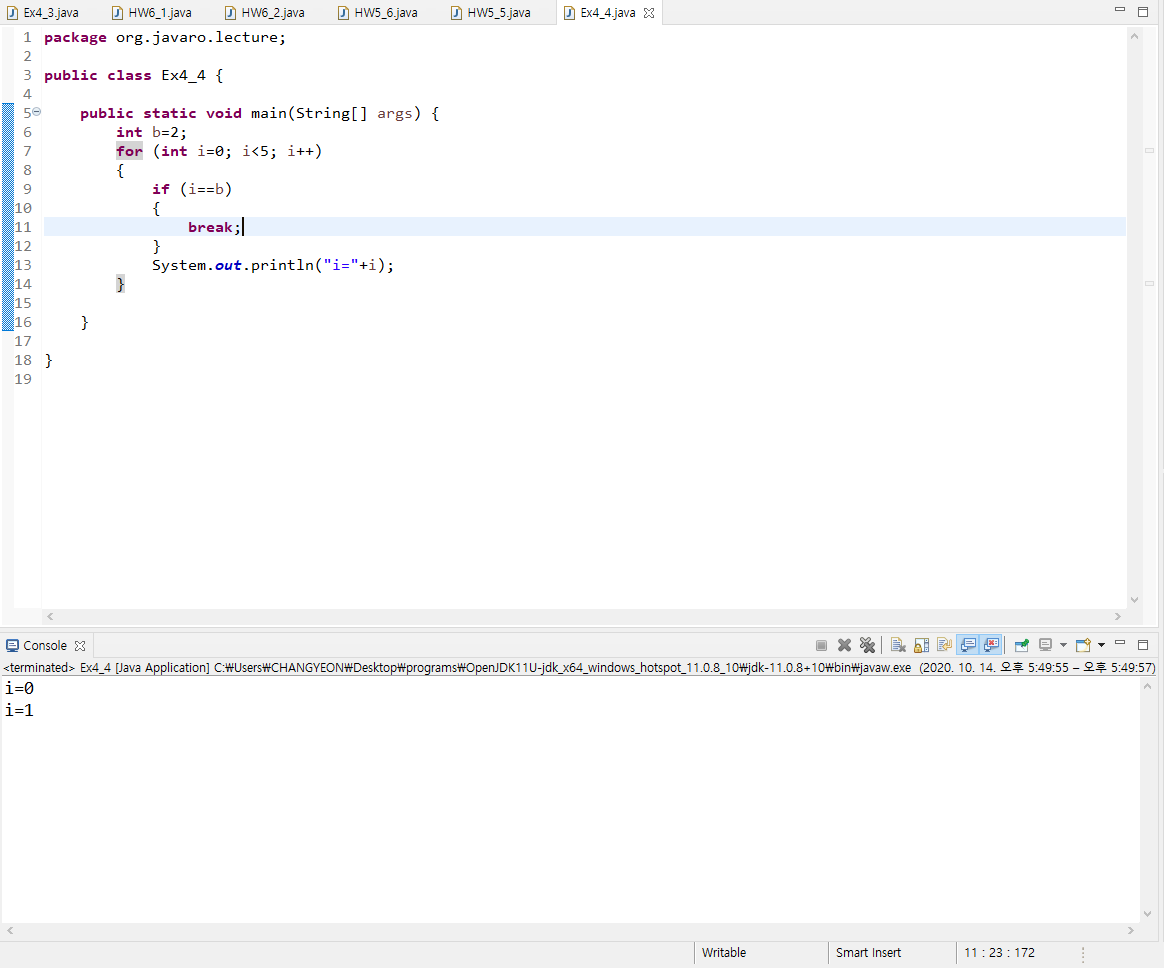 Ex4_3.java HW6_1.java HW6_2.java HW5_6.java HW5_5.java Ex4_4.java
1 package org.javaro.lecture;
2
3 public class Ex4_4 {
4
5 public static void main(String[] args) {
6 int b=2;
7 for (int i=0; i<5; i++)
8 {
9 if (i==b)
10 {
11 break;
12 }
13 System.out.println("i="+i);
14 }
15
16 }
17
18 }
19
Console
<terminated> Ex4_4 [Java Application] C:₩Users₩CHANGYEON₩Desktop₩programs₩OpenJDK11U-jdk_x64_windows_hotspot_11.0.8_10₩jdk-11.0.8+10₩bin₩javaw.exe (2020. 10. 14. 오후 5:49:55 – 오후 5:49:57)
i=0
i=1
Writable Smart Insert 11 : 23 : 172